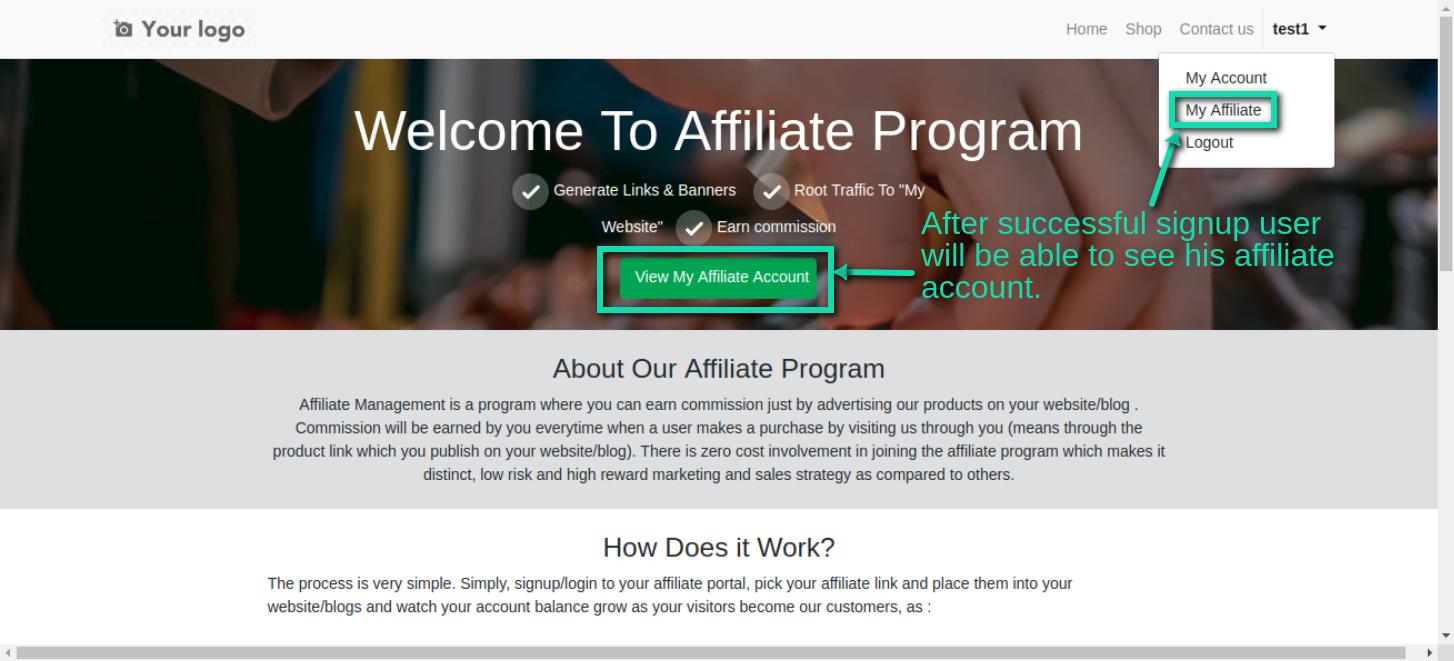 Your logo
Home Shop Contact us test1
My Account
My Affiliate
Logout
Welcome To Affiliate Program
Generate Links & Banners Root Traffic To "My
Website" Earn commission
View My Affiliate Account
After successful signup user
will be able to see his affiliate
account.
About Our Affiliate Program
Affiliate Management is a program where you can earn commission just by advertising our products on your website/blog .
Commission will be earned by you everytime when a user makes a purchase by visiting us through you (means through the
product link which you publish on your website/blog). There is zero cost involvement in joining the affiliate program which makes it
distinct, low risk and high reward marketing and sales strategy as compared to others.
How Does it Work?
The process is very simple. Simply, signup/login to your affiliate portal, pick your affiliate link and place them into your
website/blogs and watch your account balance grow as your visitors become our customers, as :